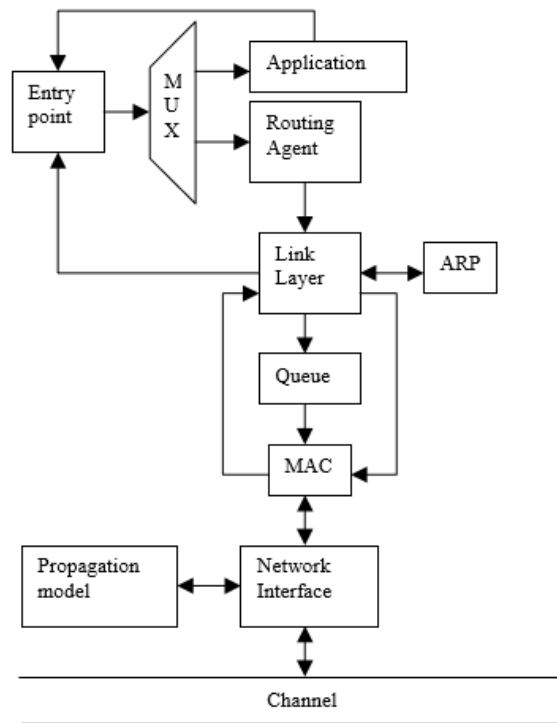 Application
Entry
point
M
U
X
Routing
Agent
Link
Layer
ARP
Queue
MAC
Propagation
model
Network
Interface
Channel